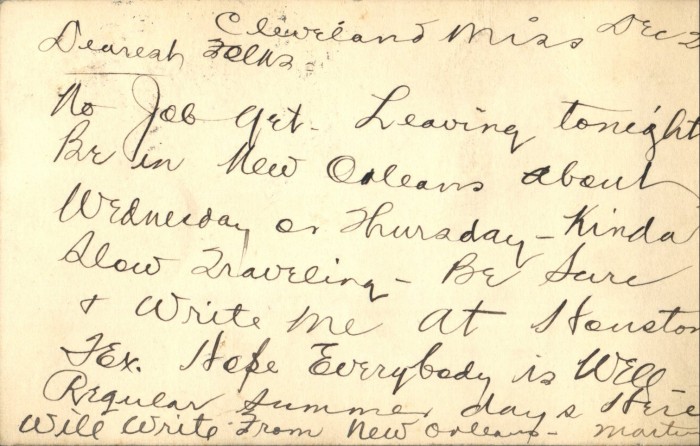 Cleveland Miss Dec 2
Dearest Folks
No Job yet. Leaving tonight
Be in New Orleans about
Wednesday or Thursday - Kinda
Slow Traveling - Be Sure
+ Write Me At Houston
Tex. Hope Everybody is Well
Regular summer days Here
Will Write From New Orleans - Martin